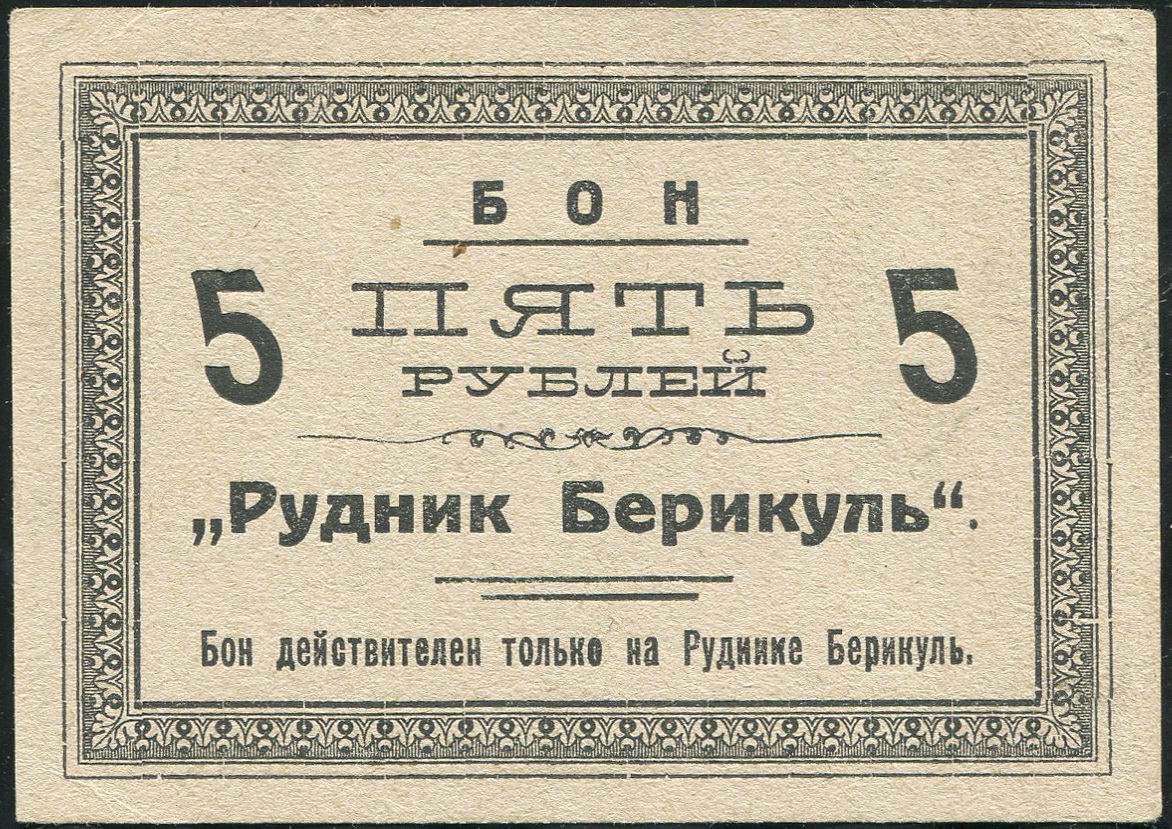 БОН
5 ПЯТЬ 5
РУБЛЕЙ
„Рудник Берикуль“.
Бон действителен только на Руднике Берикуль.